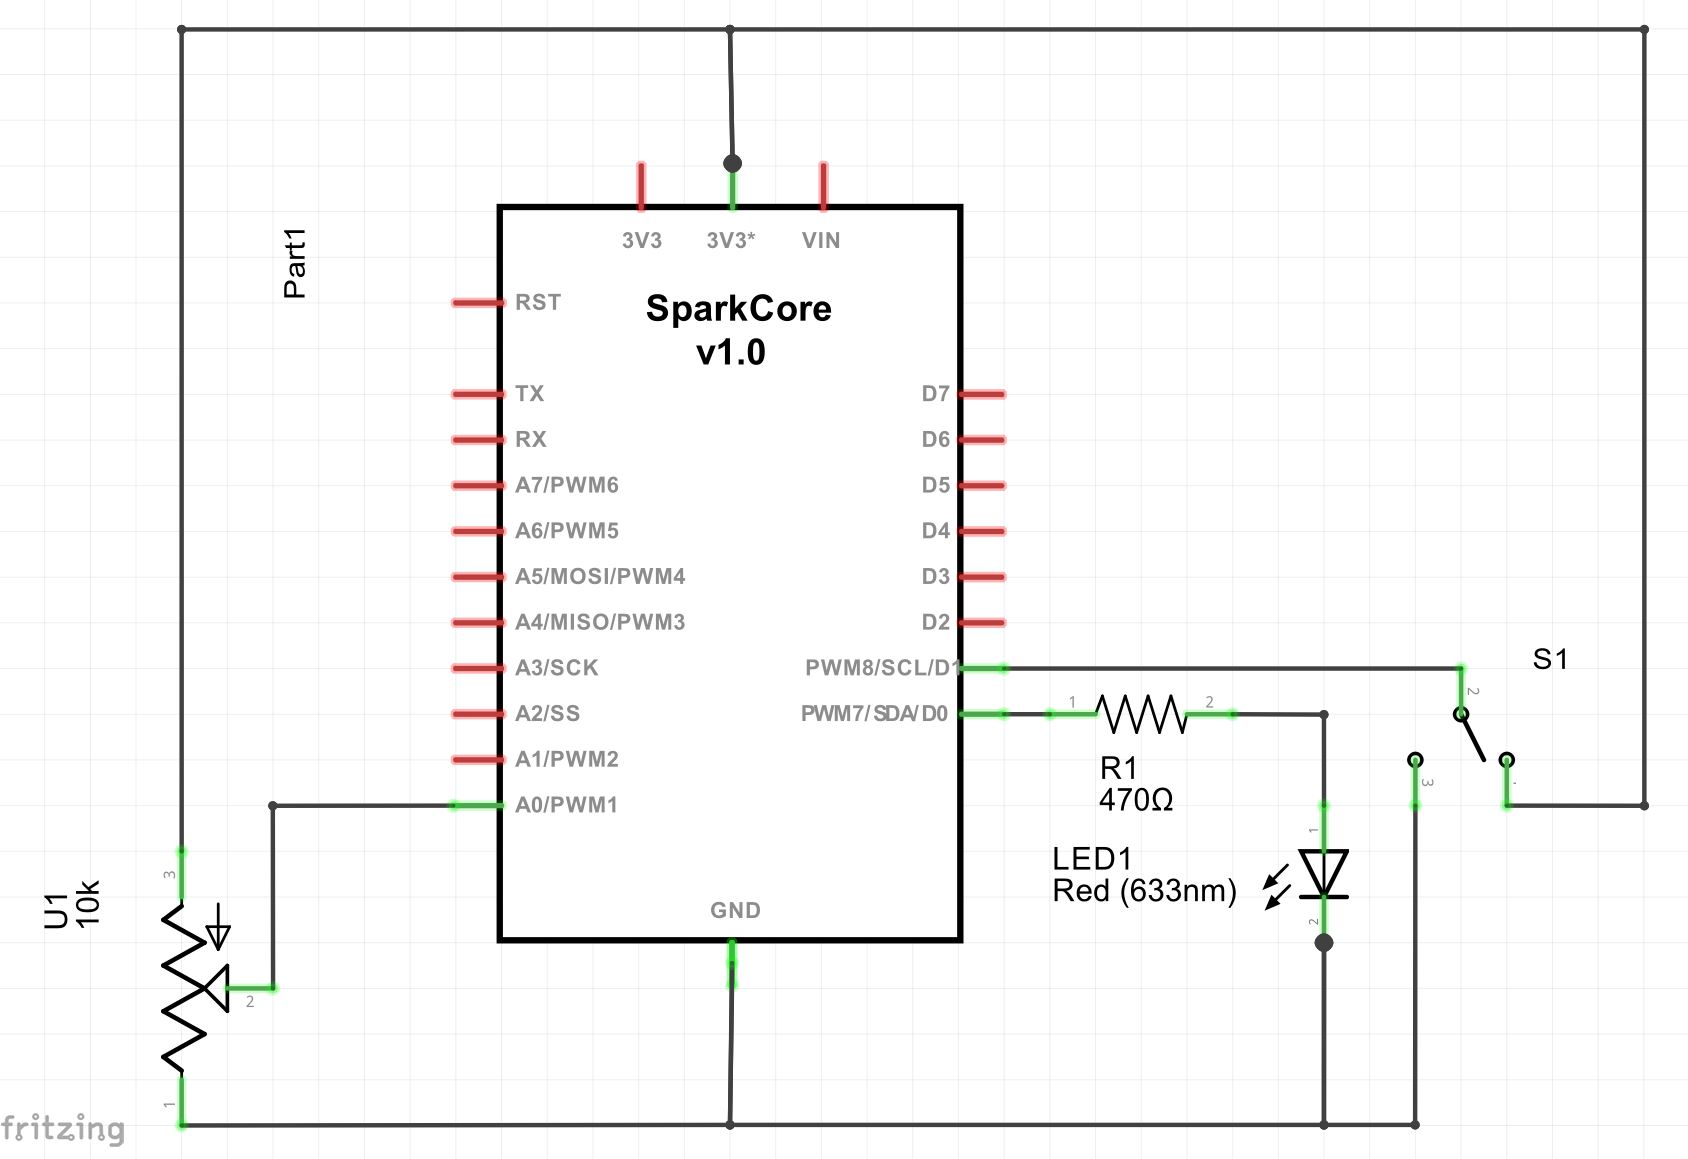 Part1
3V3 3V3* VIN
SparkCore
v1.0
RST
TX
RX
A7/PWM6
A6/PWM5
A5/MOSI/PWM4
A4/MISO/PWM3
A3/SCK
A2/SS
A1/PWM2
A0/PWM1
D7
D6
D5
D4
D3
D2
PWM8/SCL/D1
PWM7/SDA/D0
GND
1
2
R1
470Ω
S1
2
3
1
LED1
Red (633nm)
1
2
U1
10k
3
2
1
fritzing